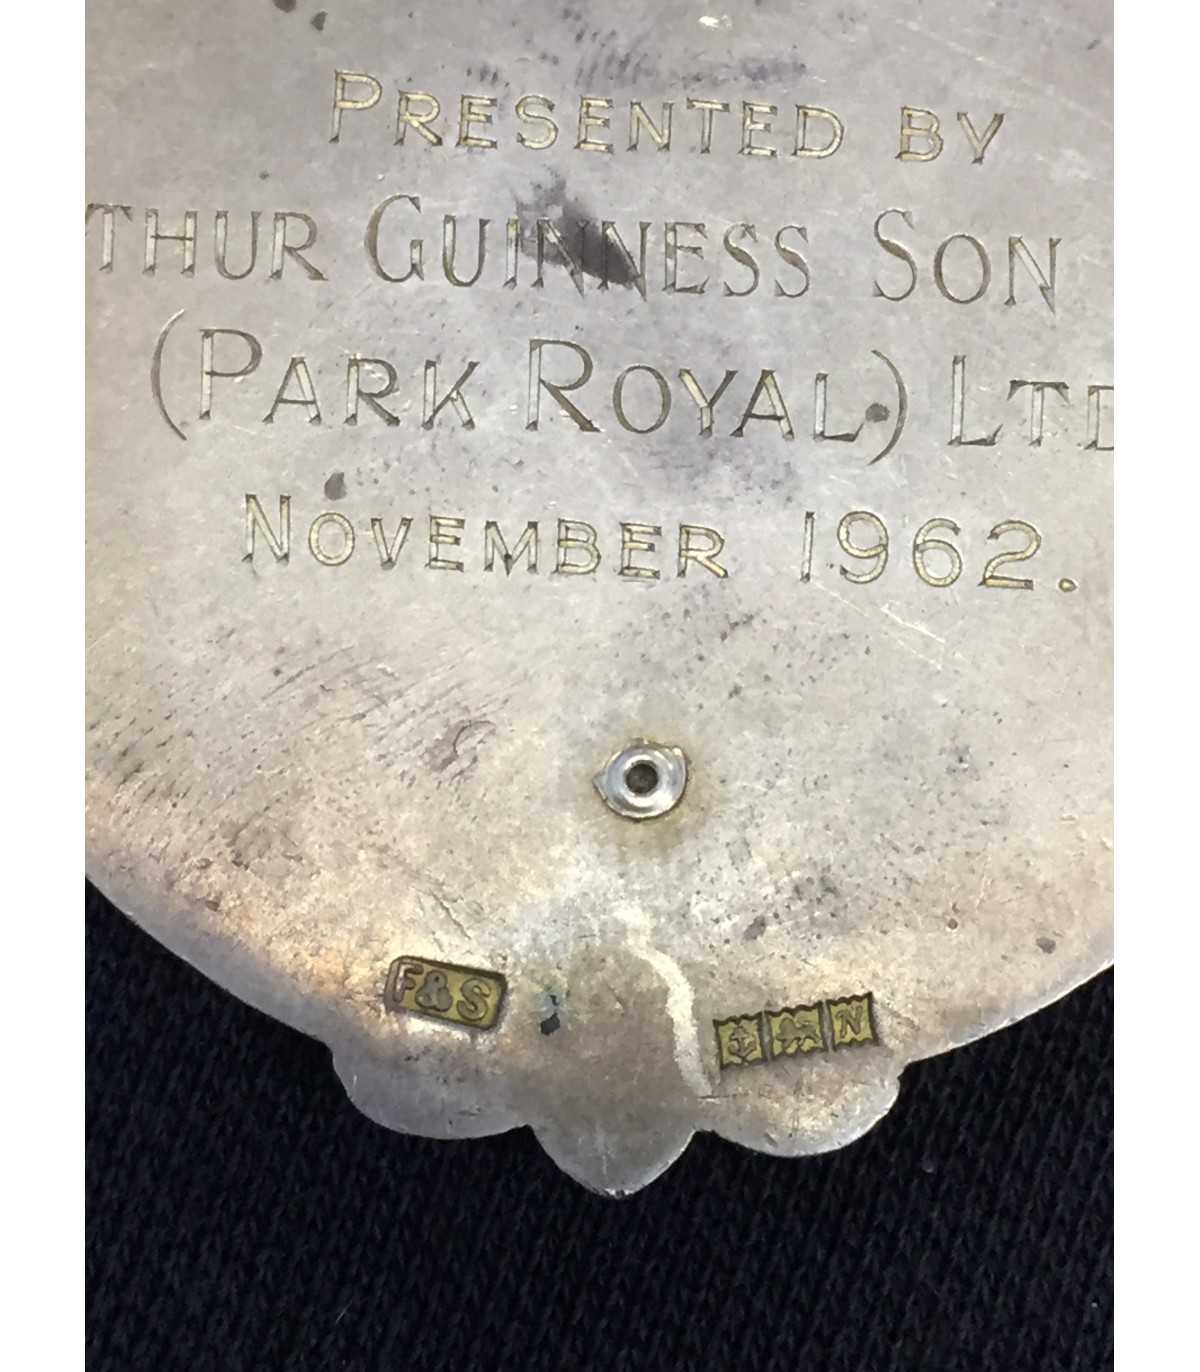 PRESENTED BY
THUR GUINNESS SON
(PARK ROYAL.) LTD
NOVEMBER 1962.
F&S
N